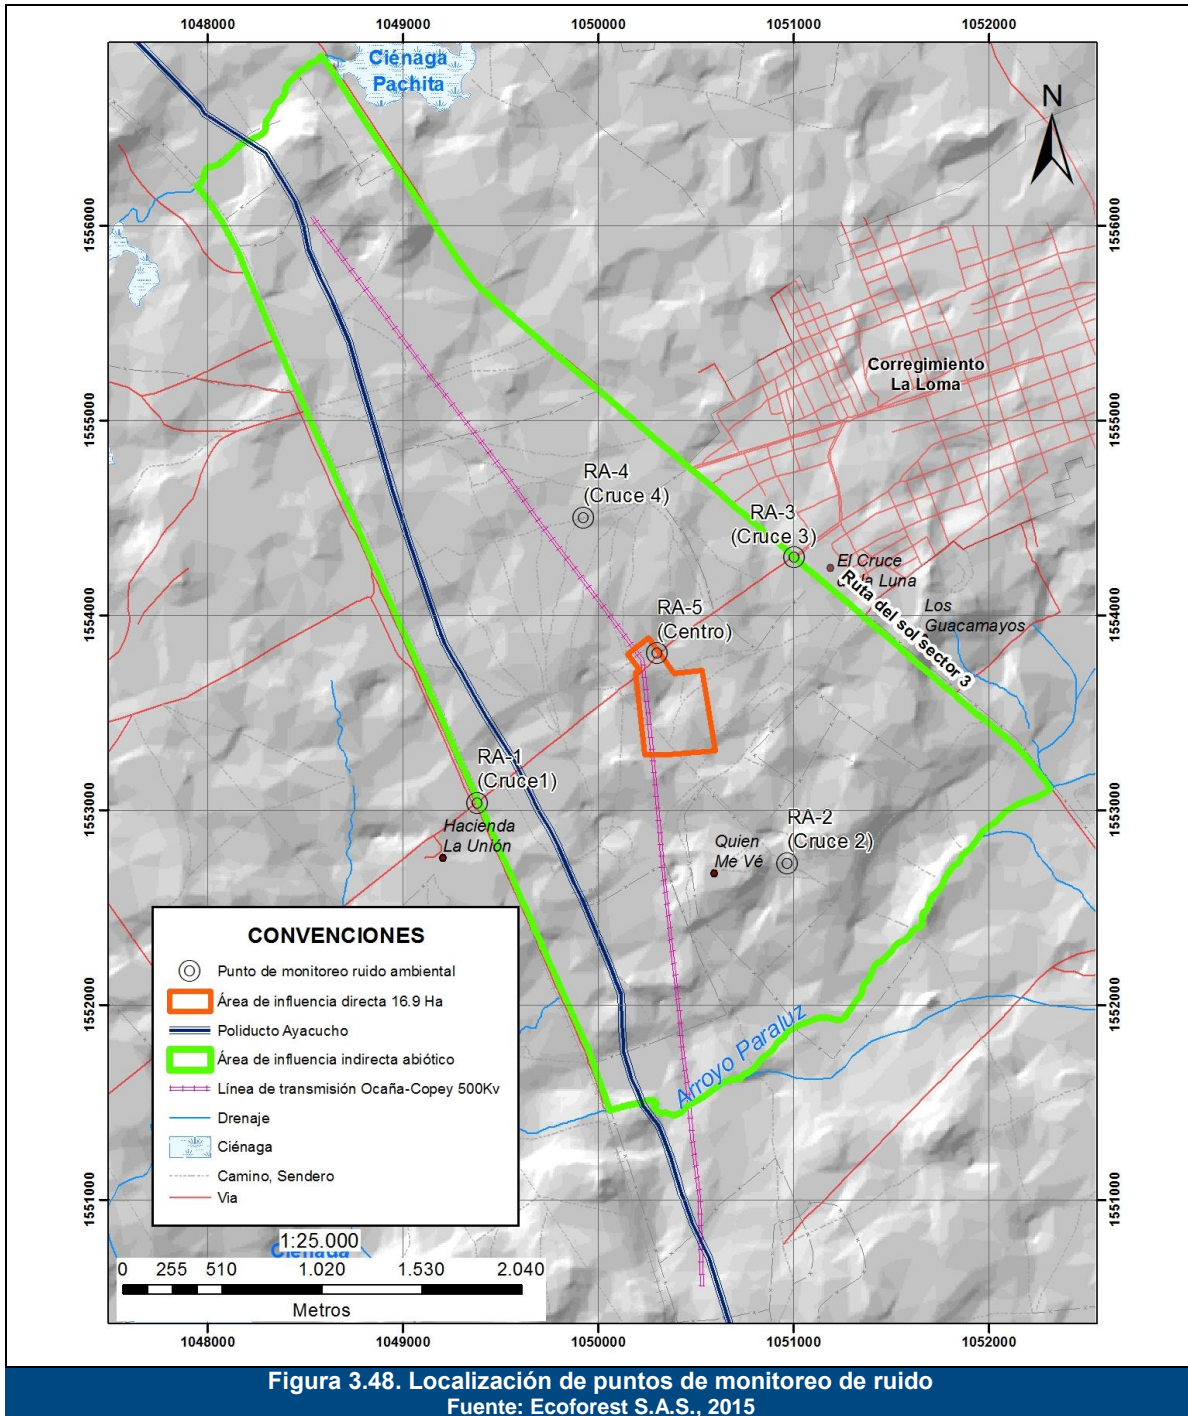 1048000
1049000
1050000
1051000
1052000
Ciénaga
Pachita
N
1556000
1556000
Corregimiento
La Loma
1555000
1555000
RA-4
(Cruce 4)
RA-3
(Cruce 3)
El Cruce
Luna
Ruta del sol sector 3
Los
Guacamayos
1554000
1554000
RA-5
(Centro)
RA-1
(Cruce1)
1553000
1553000
Hacienda
La Unión
RA-2
(Cruce 2)
Quien
Me Vé
1552000
1552000
Arroyo Paraluz
1551000
1551000
CONVENCIONES
Punto de monitoreo ruido ambiental
Área de influencia directa 16.9 Ha
Poliducto Ayacucho
Área de influencia indirecta abiótico
Línea de transmisión Ocaña-Copey 500Kv
Drenaje
Ciénaga
Camino, Sendero
Via
1:25.000
0 255 510 1.020 1.530 2.040
Metros
1048000
1049000
1050000
1051000
1052000
Figura 3.48. Localización de puntos de monitoreo de ruido
Fuente: Ecoforest S.A.S., 2015